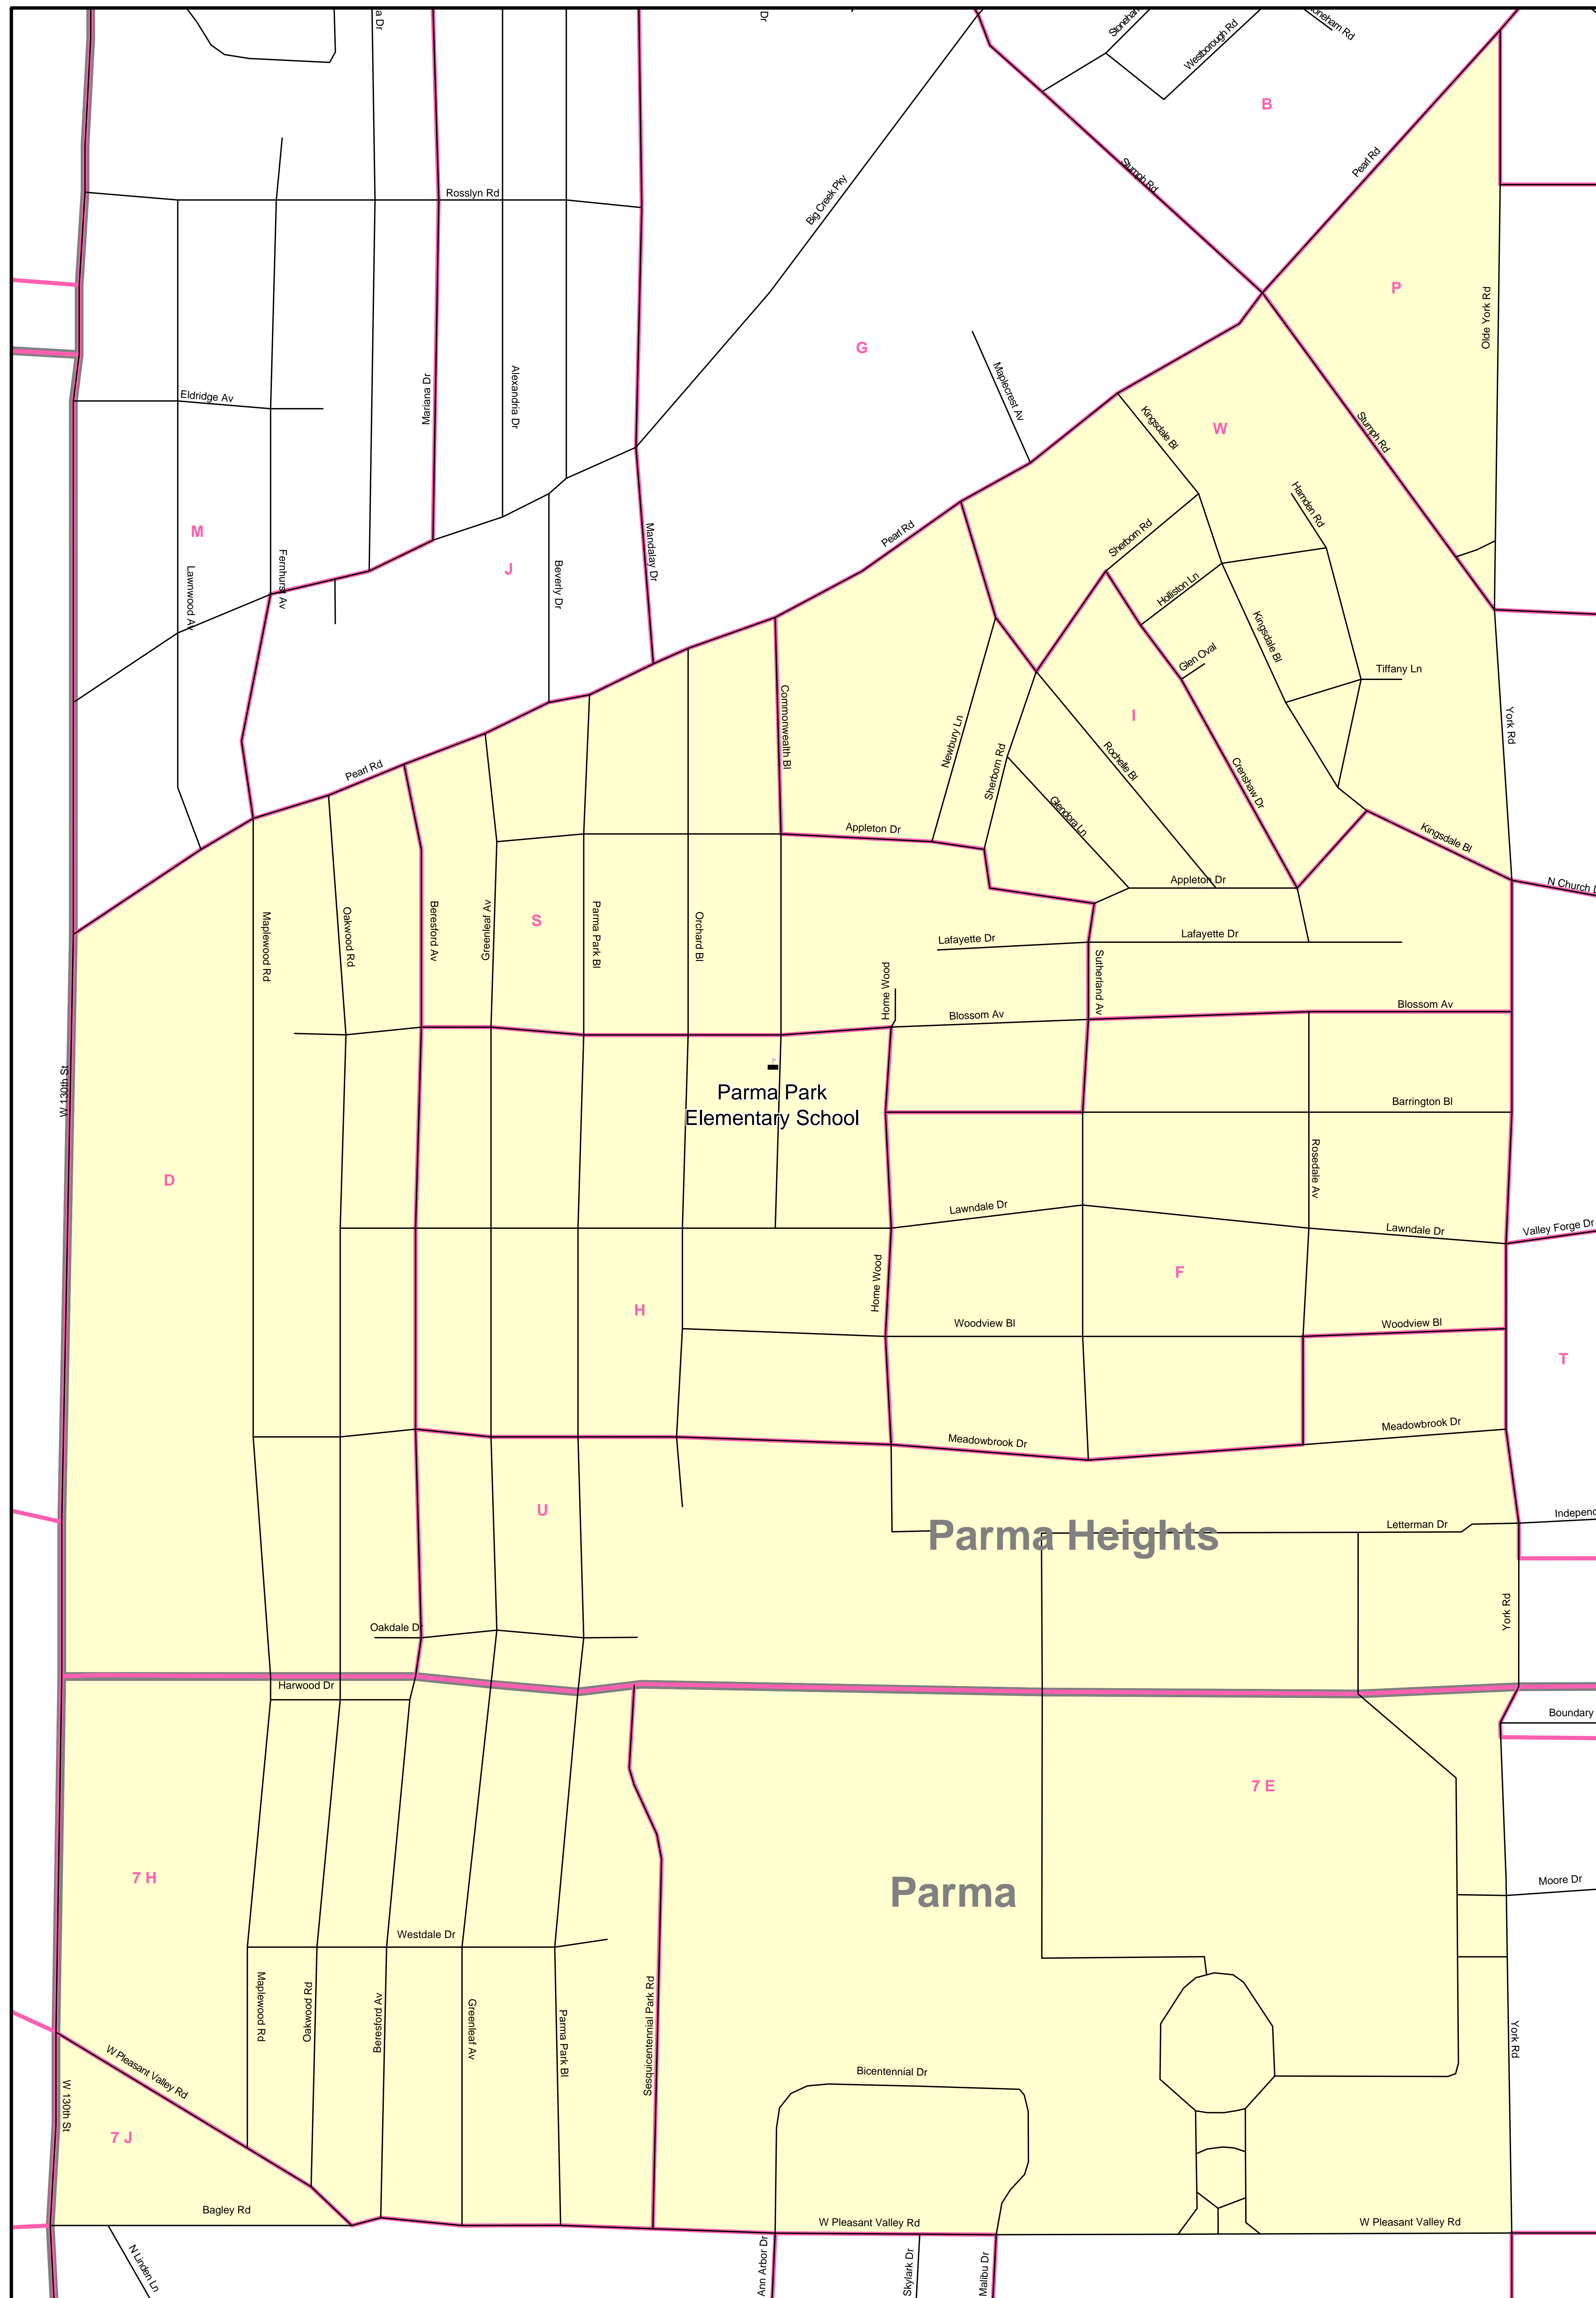 a Dr
Dr
Stoneham
Westborough Rd
toneham Rd
B
Rosslyn Rd
Big Creek Pky
Stumph Rd
Pearl Rd
P
Olde York Rd
G
Mariana Dr
Alexandria Dr
Maplecrest Av
Eldridge Av
Kingsdale Bl
W
Stumph Rd
M
Hamden Rd
Pearl Rd
Sherborn Rd
Mandalay Dr
Lawnwood Av
Fernhurst Av
J
Beverly Dr
Holliston Ln
Kingsdale Bl
Glen Oval
Tiffany Ln
Commonwealth Bl
I
York Rd
Newbury Ln
Sherborn Rd
Rochelle Bl
Pearl Rd
Crenshaw Dr
Glendora Ln
Appleton Dr
Kingsdale Bl
Appleton Dr
N Church D
Maplewood Rd
Oakwood Rd
Beresford Av
Greenleaf Av
S
Parma Park Bl
Orchard Bl
Lafayette Dr
Lafayette Dr
Home Wood
Sutherland Av
Blossom Av
Blossom Av
W 130th St
Parma Park
Elementary School
Barrington Bl
Rosedale Av
D
Lawndale Dr
Lawndale Dr
Valley Forge Dr
Home Wood
F
H
Woodview Bl
Woodview Bl
T
Meadowbrook Dr
Meadowbrook Dr
U
Parma Heights
Letterman Dr
Independ
York Rd
Oakdale Dr
Harwood Dr
Boundary
7 E
7 H
Parma
Moore Dr
Westdale Dr
Maplewood Rd
Oakwood Rd
Beresford Av
Greenleaf Av
Parma Park Bl
Sesquicentennial Park Rd
York Rd
W Pleasant Valley Rd
Bicentennial Dr
W 130th St
7 J
Bagley Rd
W Pleasant Valley Rd
W Pleasant Valley Rd
N Linden Ln
Ann Arbor Dr
Skylark Dr
Malibu Dr